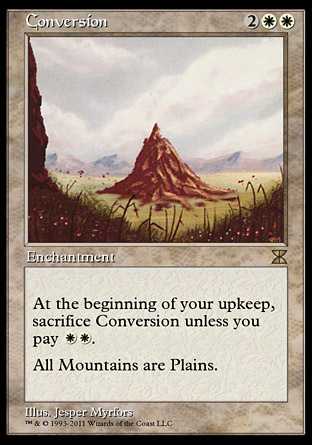 Conversion 2
Enchantment
At the beginning of your upkeep,
sacrifice Conversion unless you
pay .
All Mountains are Plains.
Illus. Jesper Myrfors
™ & © 1993-2011 Wizards of the Coast LLC